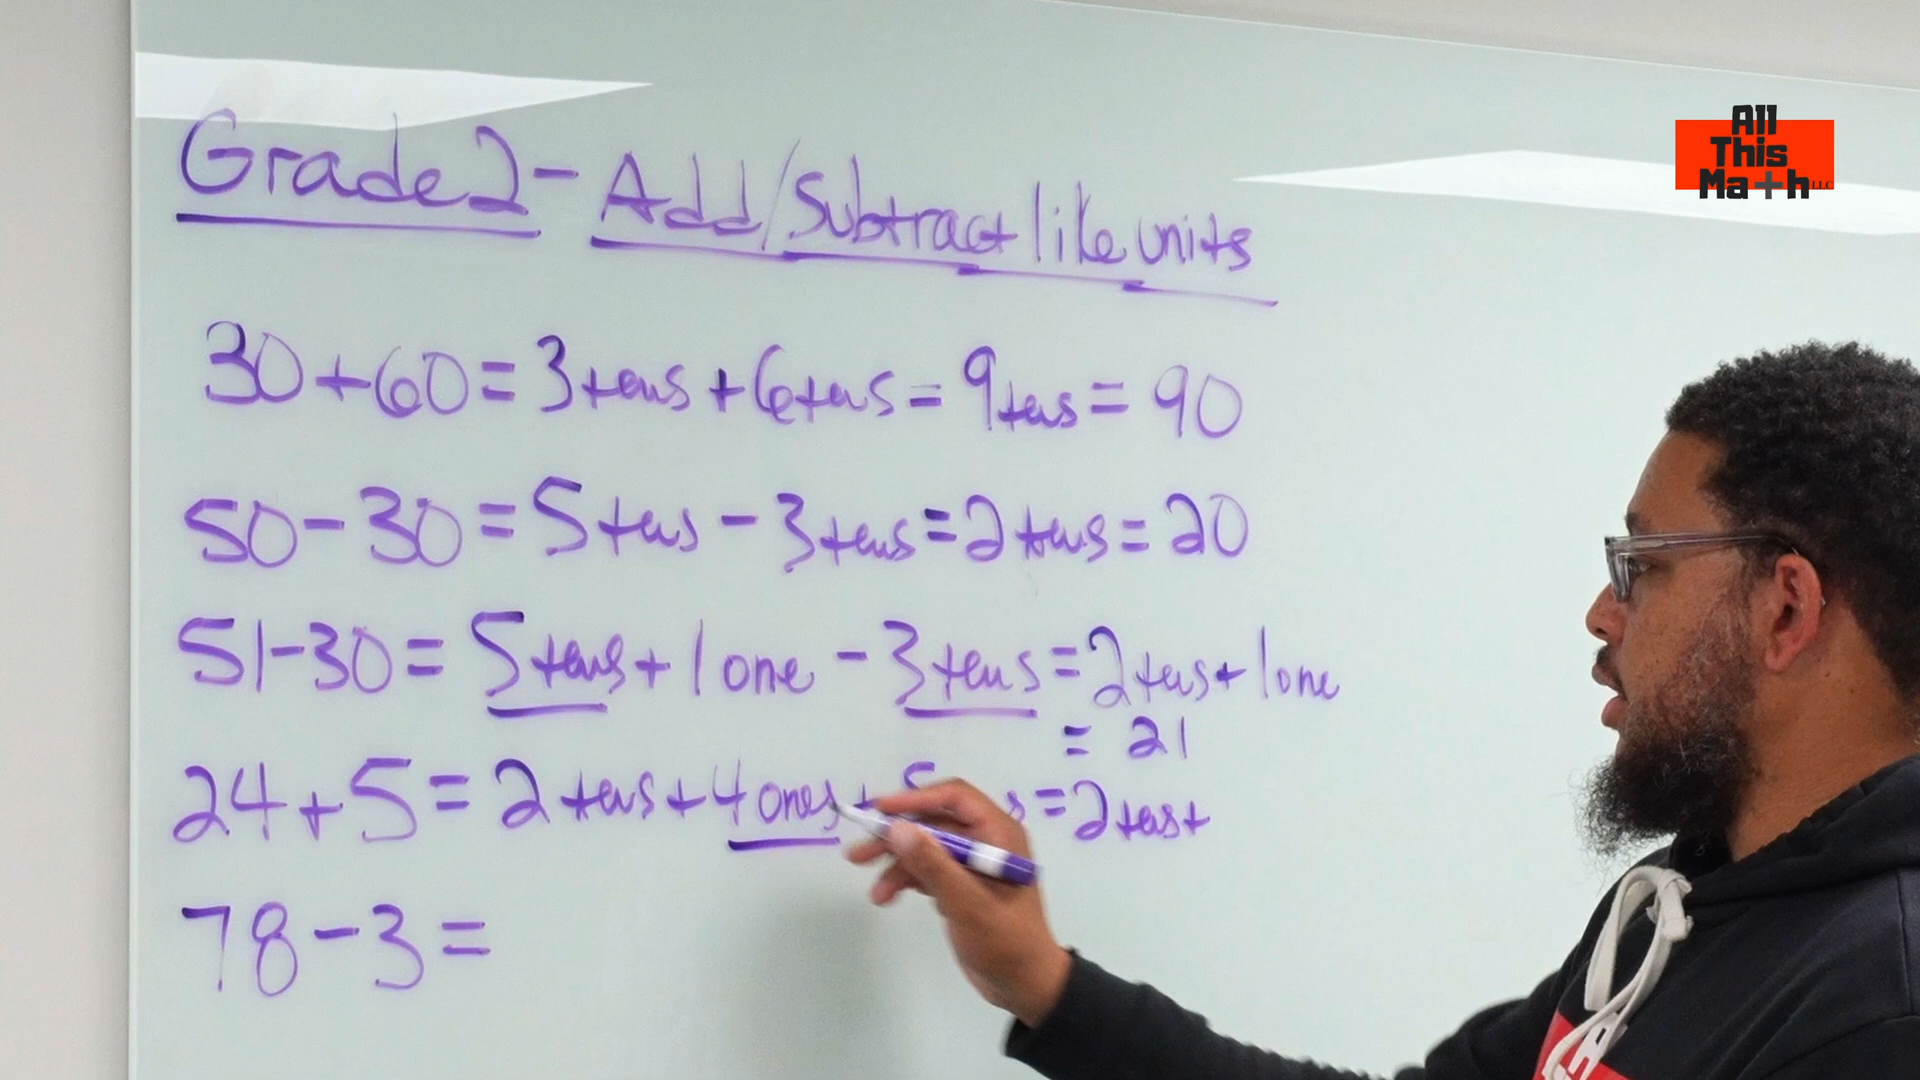 Grade 2 - Add/Subtract like units
30 + 60 = 3 tens + 6 tens = 9 tens = 90
50 - 30 = 5 tens - 3 tens = 2 tens = 20
51 - 30 = 5 tens + 1 one - 3 tens = 2 tens + 1 one
= 21
24 + 5 = 2 tens + 4 ones + 5 = 2 tens +
78 - 3 =
All
This
Math LLC